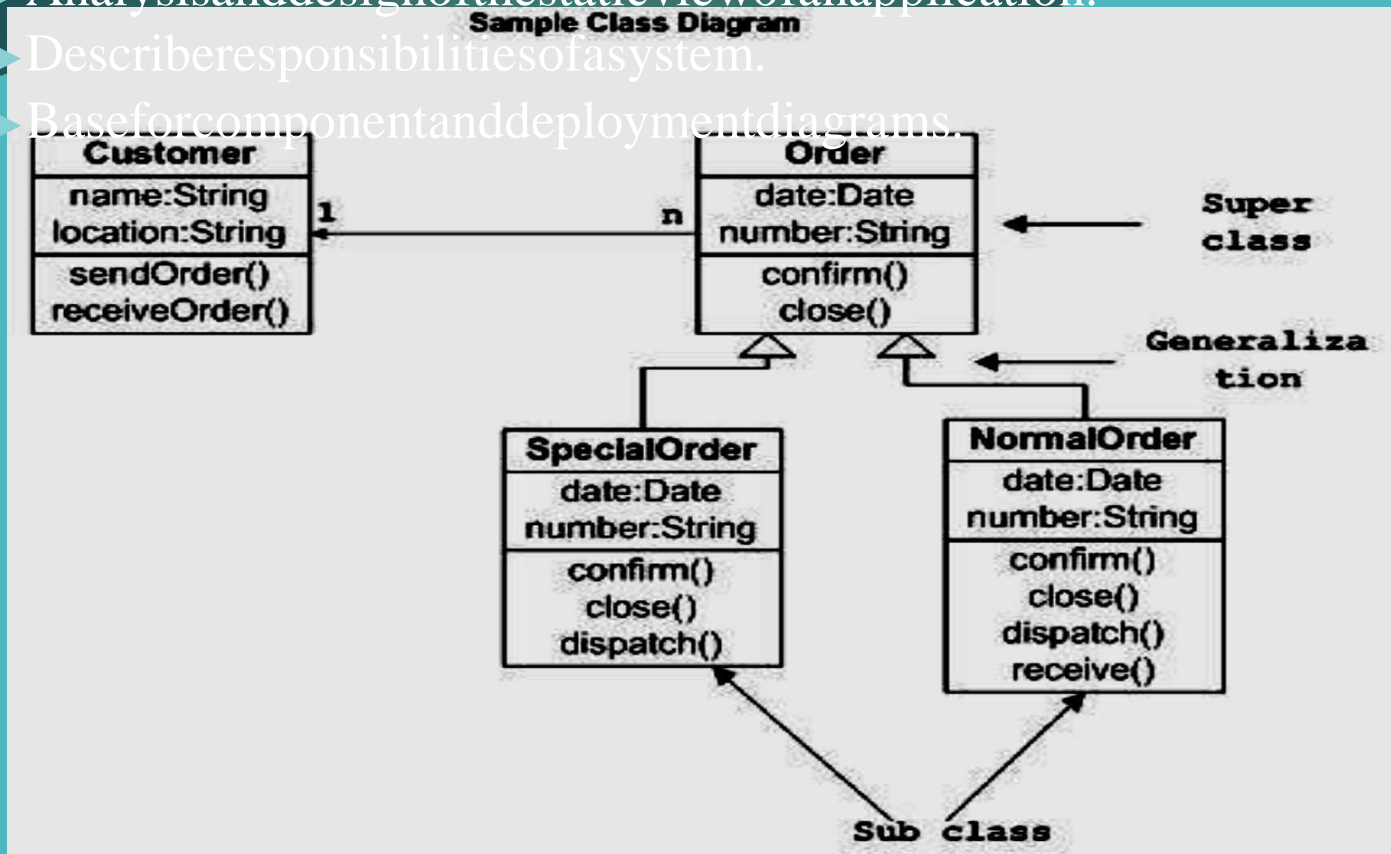 Analysisanddesignofthestaticviewofanapplication.
Sample Class Diagram
Describeresponsibilitiesofasystem.
Baseforcomponentanddeploymentdiagrams.
Customer
name:String
location:String
sendOrder()
receiveOrder()
1
n
Order
date:Date
number:String
confirm()
close()
Super
class
Generaliza
tion
SpecialOrder
date:Date
number:String
confirm()
close()
dispatch()
NormalOrder
date:Date
number:String
confirm()
close()
dispatch()
receive()
Sub class